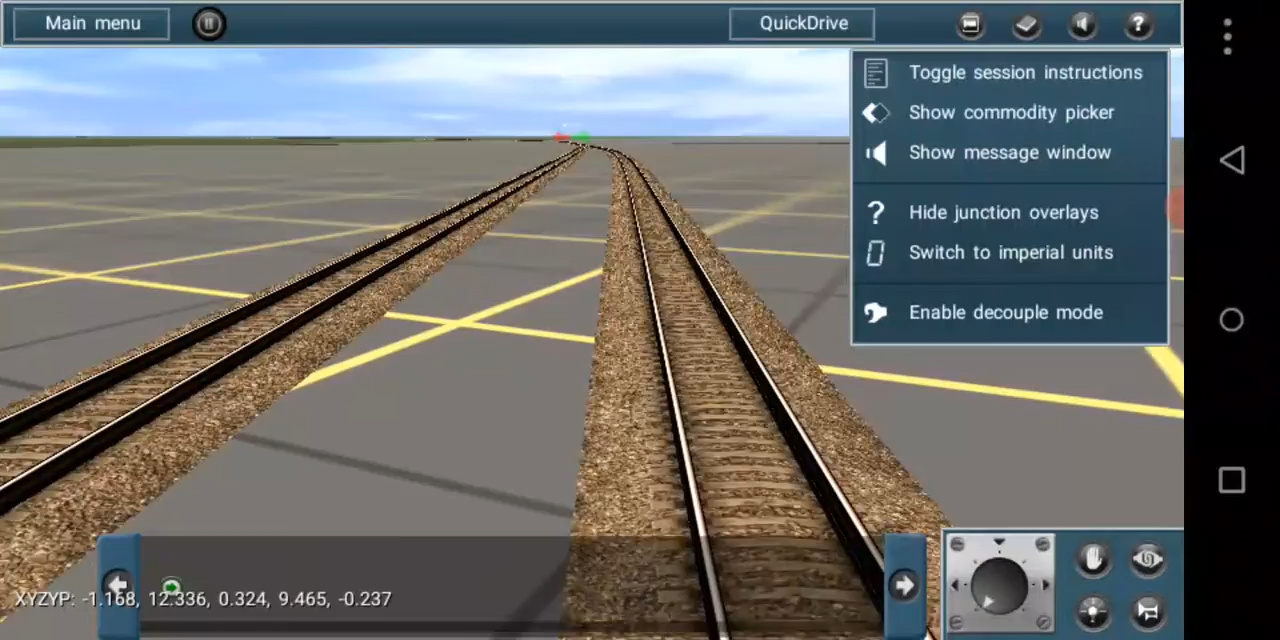 Main menu
QuickDrive
?
Toggle session instructions
Show commodity picker
Show message window
? Hide junction overlays
Switch to imperial units
Enable decouple mode
XYZYP: -1.168, 12.336, 0.324, 9.465, -0.237